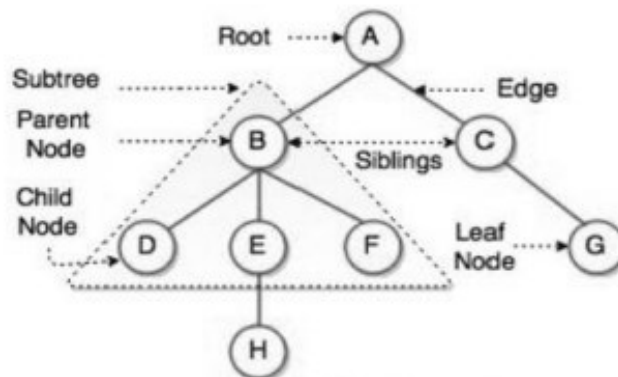 Root
A
Subtree
Edge
Parent
Node
B
Siblings
C
Child
Node
D
E
F
Leaf
Node
G
H